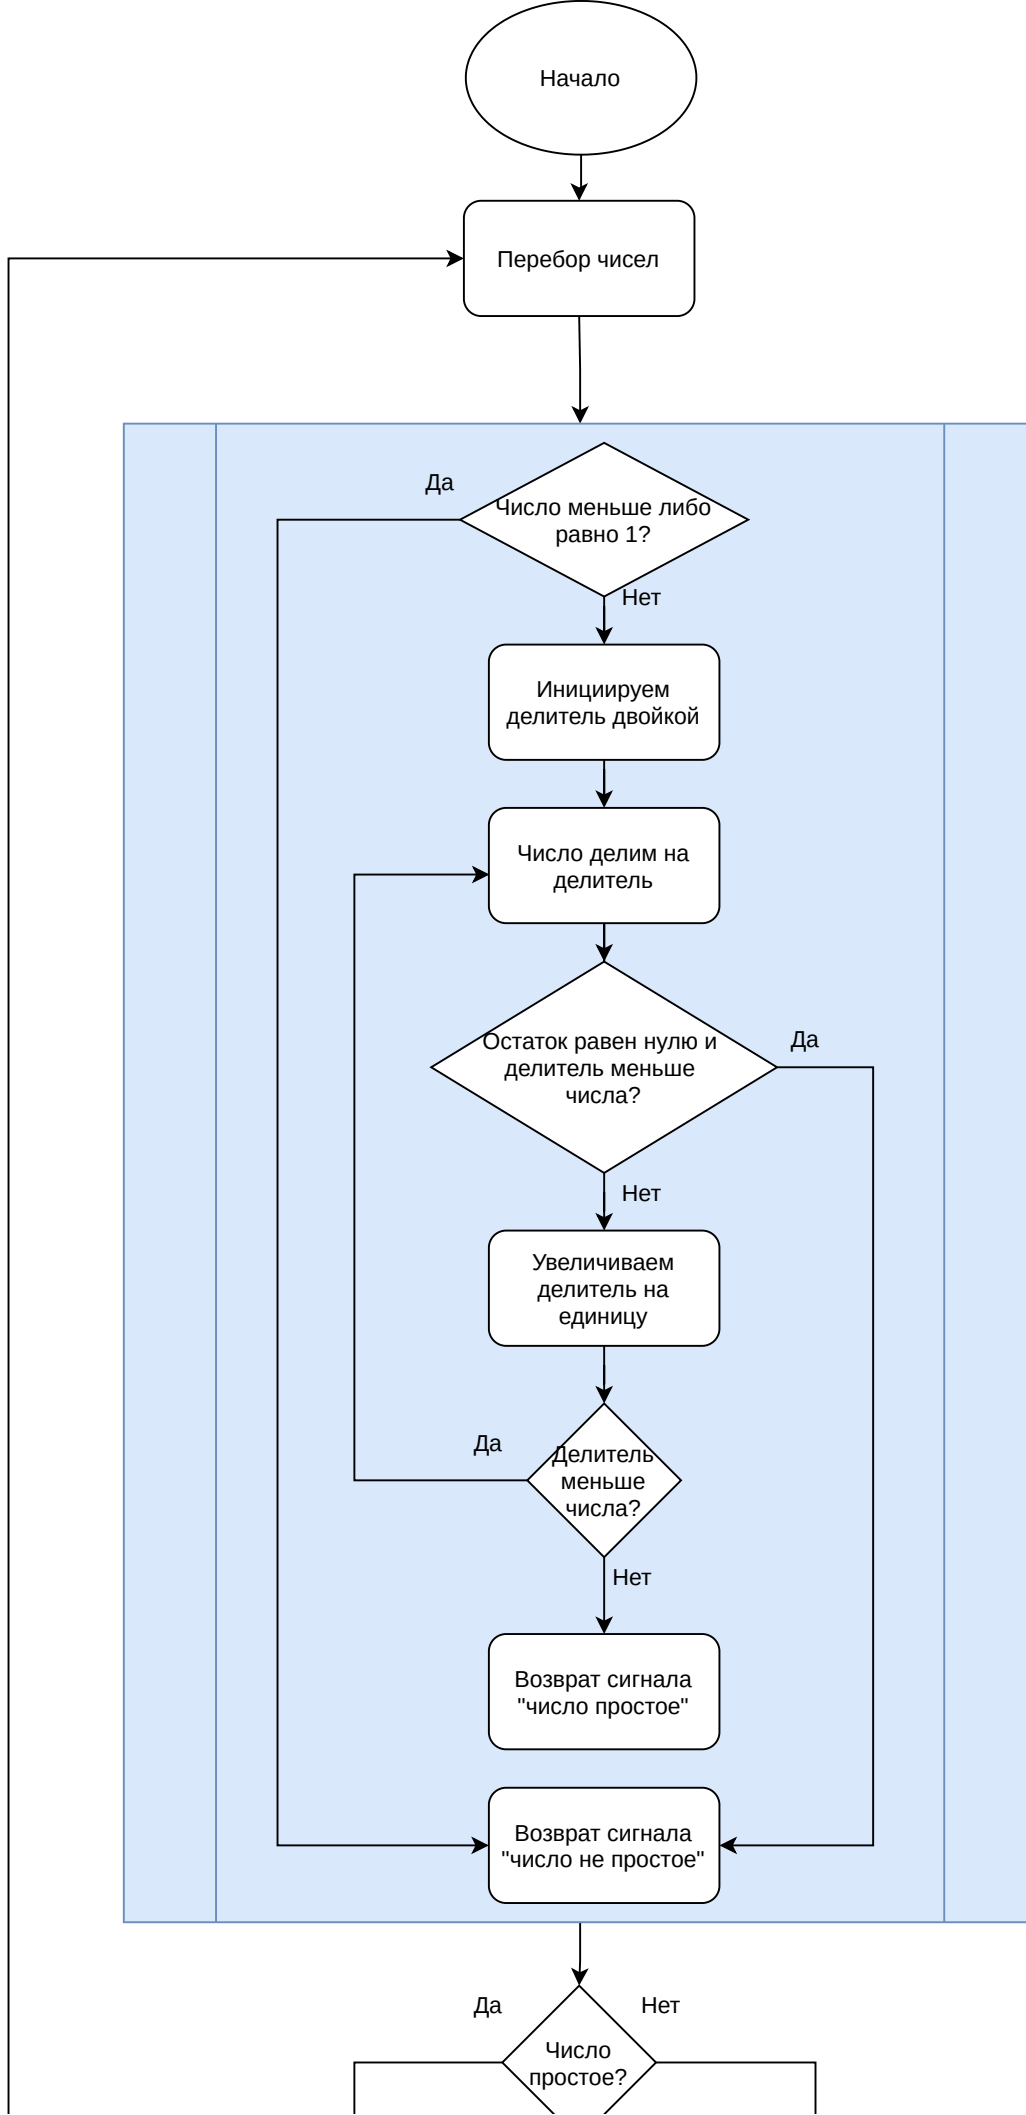 Начало
Перебор чисел
Да
Число меньше либо
равно 1?
Нет
Инициируем
делитель двойкой
Число делим на
делитель
Остаток равен нулю и
делитель меньше
числа?
Да
Нет
Увеличиваем
делитель на
единицу
Да
Делитель
меньше
числа?
Нет
Возврат сигнала
"число простое"
Возврат сигнала
"число не простое"
Да
Нет
Число
простое?